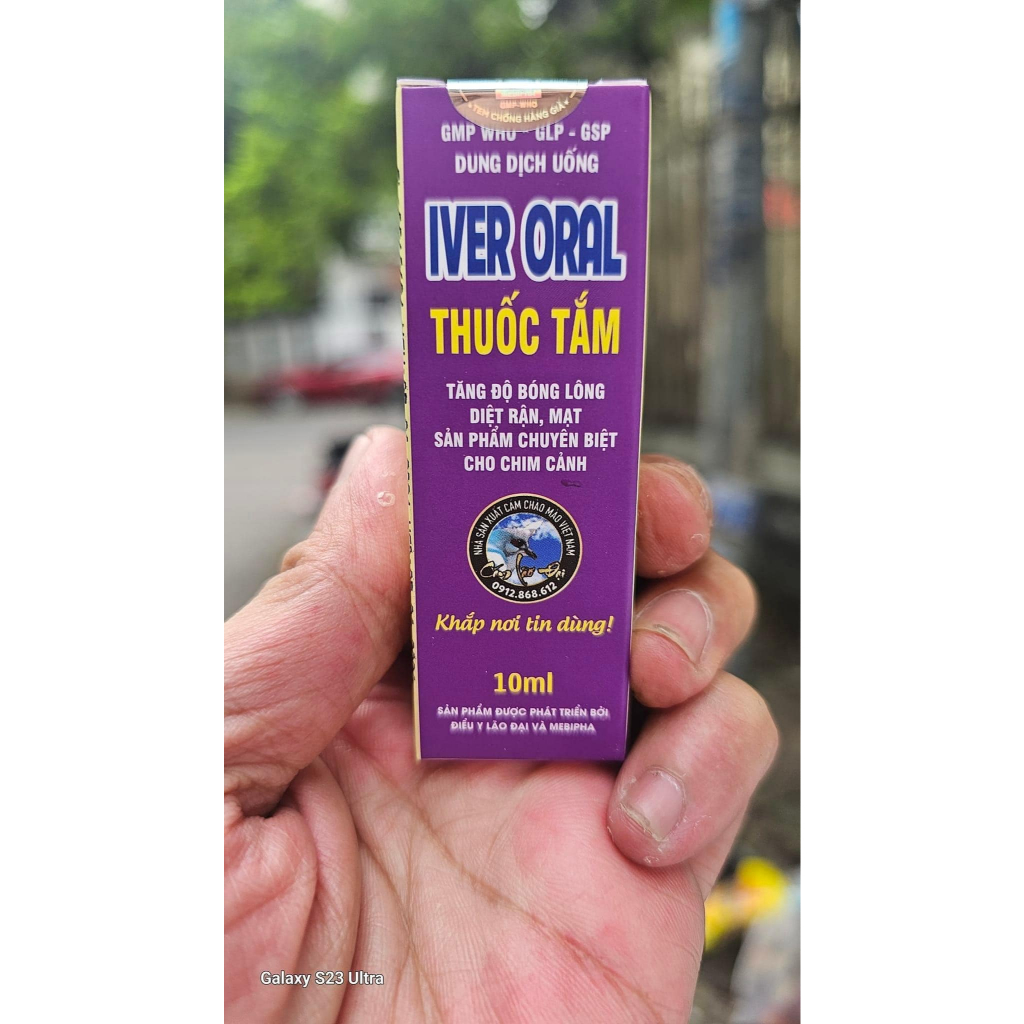 GMP-WHO
TEM CHỐNG HÀNG GIẢ
GMP WHO - GLP - GSP
DUNG DỊCH UỐNG
IVER ORAL
THUỐC TẮM
TĂNG ĐỘ BÓNG LÔNG
DIỆT RẬN, MẠT
SẢN PHẨM CHUYÊN BIỆT
CHO CHIM CẢNH
NHÀ SẢN XUẤT CÁM CHÀO MÀO VIỆT NAM
0912.868.612
Khắp nơi tin dùng!
10ml
SẢN PHẨM ĐƯỢC PHÁT TRIỂN BỞI
ĐIỂU Y LÃO ĐẠI VÀ MEBIPHA
Galaxy S23 Ultra